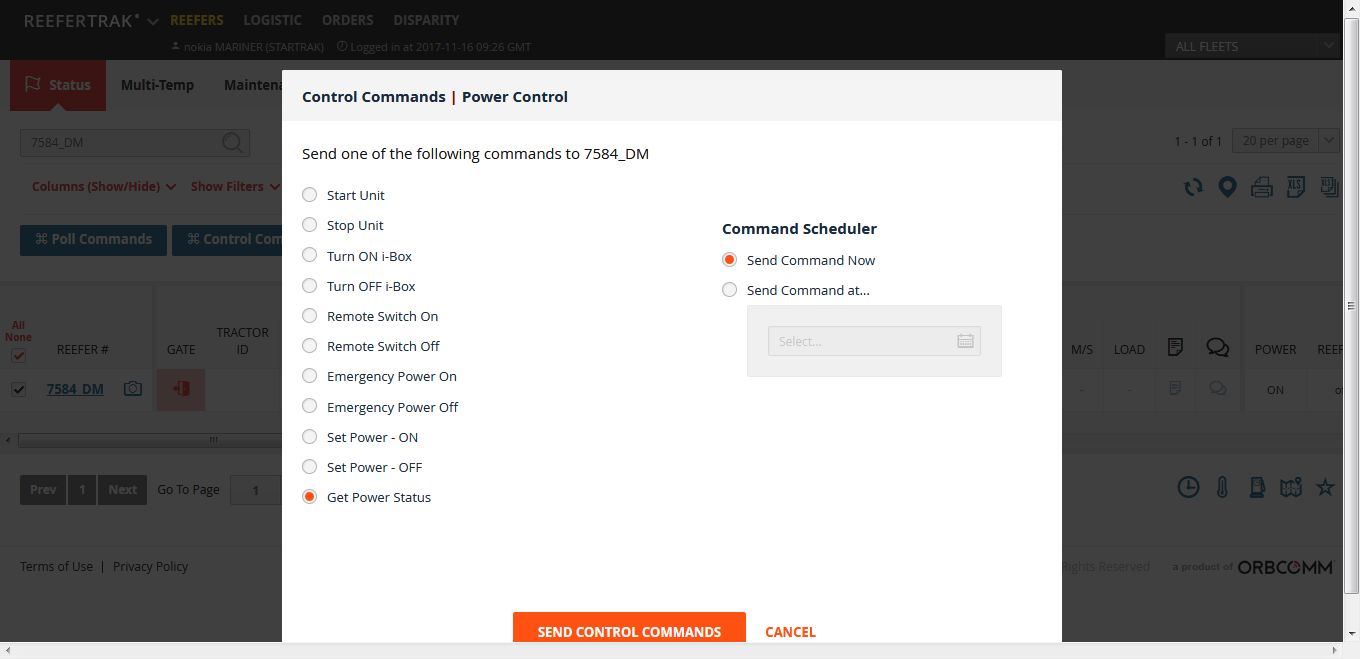 REEFERTRAK REEFERS LOGISTIC ORDERS DISPARITY
nokia MARINER (STARTRAK) Logged in at 2017-11-16 09:26 GMT
ALL FLEETS
Status Multi-Temp Maintena
Control Commands | Power Control
7584_DM
1 - 1 of 1 20 per page
Send one of the following commands to 7584_DM
Columns (Show/Hide) Show Filters
XLS XLS
Start Unit
Stop Unit
Turn ON i-Box
Turn OFF i-Box
Remote Switch On
Remote Switch Off
Emergency Power On
Emergency Power Off
Set Power - ON
Set Power - OFF
Get Power Status
Command Scheduler
Send Command Now
Send Command at...
Select...
Poll Commands Control Com
All
None
REEFER # GATE TRACTOR
ID
M/S LOAD POWER REEF
7584_DM - - ON o
Prev 1 Next Go To Page 1
Terms of Use | Privacy Policy
Rights Reserved a product of ORBCOMM
SEND CONTROL COMMANDS CANCEL